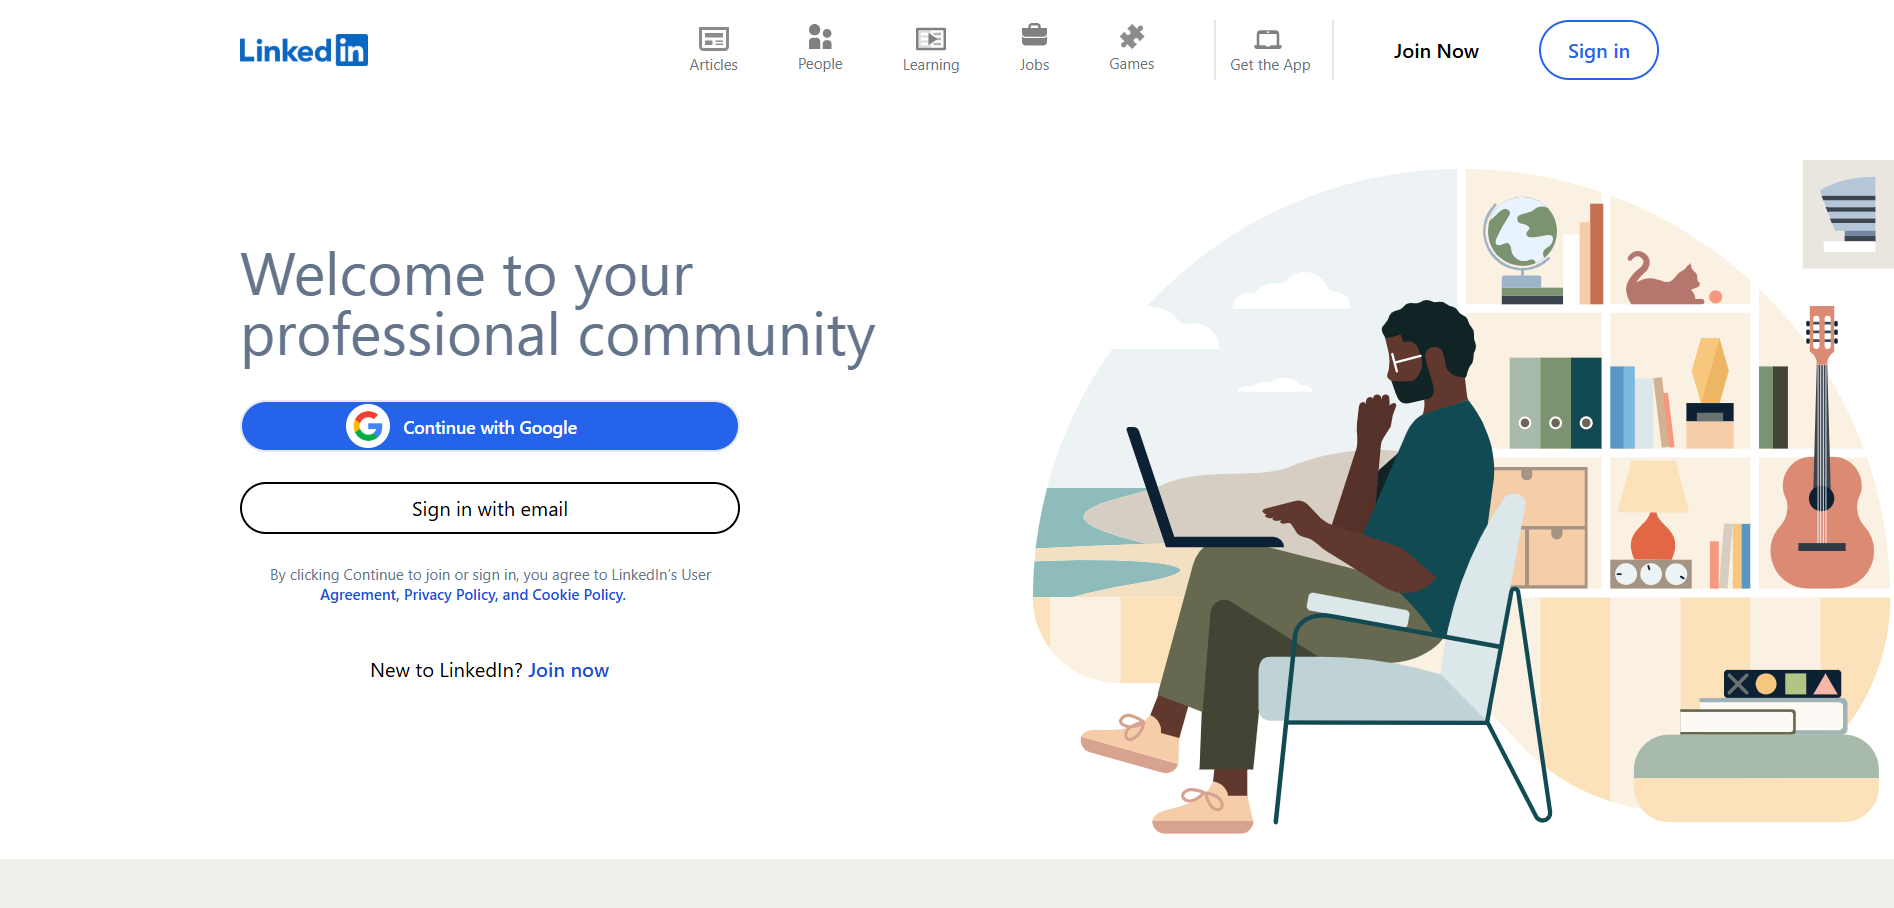 Linked in
Articles
People
Learning
Jobs
Games
Get the App
Join Now
Sign in
Welcome to your
professional community
Continue with Google
Sign in with email
By clicking Continue to join or sign in, you agree to LinkedIn’s User
Agreement, Privacy Policy, and Cookie Policy.
New to LinkedIn? Join now